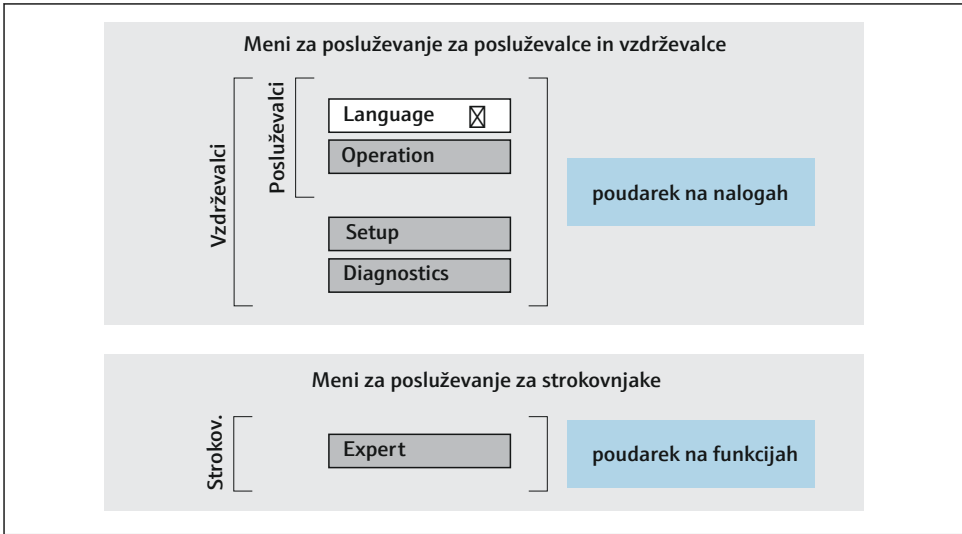 Meni za posluževanje za posluževalce in vzdrževalce
Vzdrževalci
Posluževalci
Language
Operation
Setup
Diagnostics
poudarek na nalogah
Meni za posluževanje za strokovnjake
Strokov.
Expert
poudarek na funkcijah